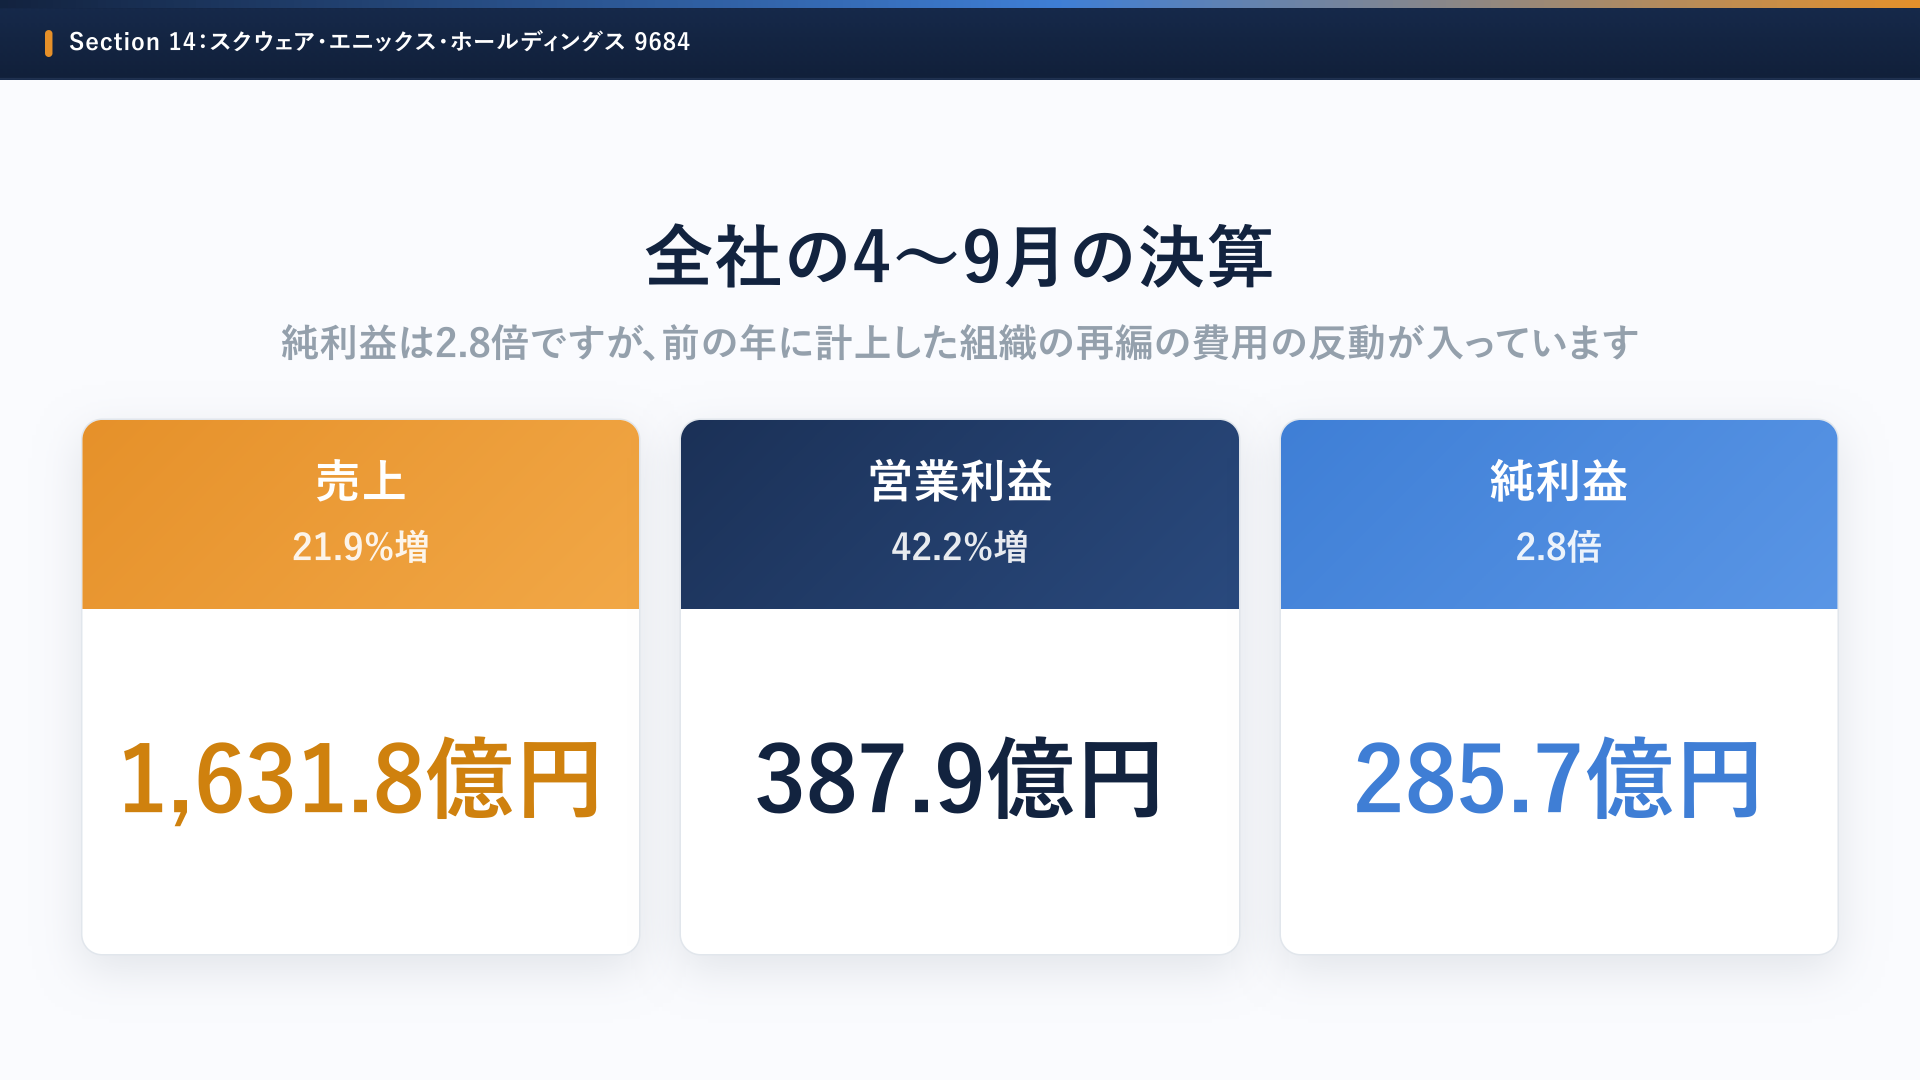 Section 14：スクウェア・エニックス・ホールディングス 9684
全社の4〜9月の決算
純利益は2.8倍ですが、前の年に計上した組織の再編の費用の反動が入っています
売上
21.9%増
1,631.8億円
営業利益
42.2%増
387.9億円
純利益
2.8倍
285.7億円